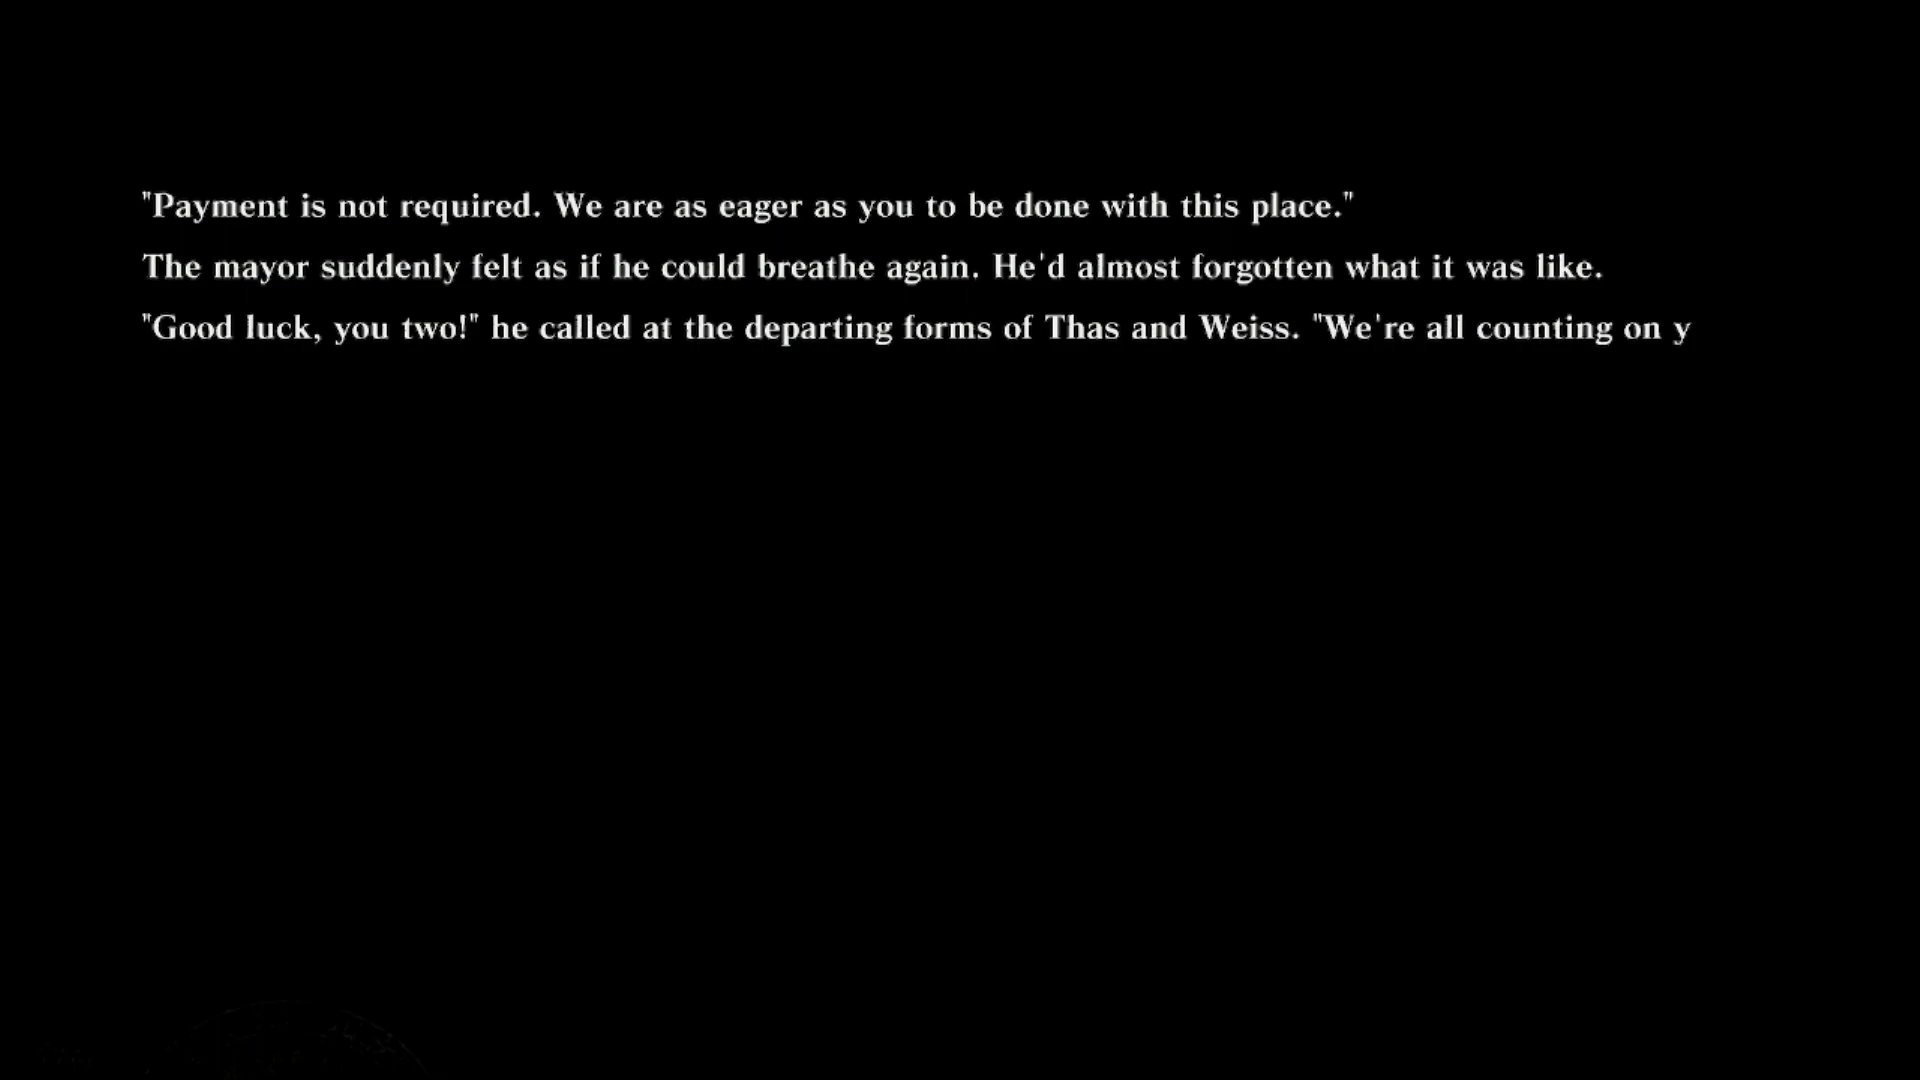 "Payment is not required. We are as eager as you to be done with this place."
The mayor suddenly felt as if he could breathe again. He'd almost forgotten what it was like.
"Good luck, you two!" he called at the departing forms of Thas and Weiss. "We're all counting on y